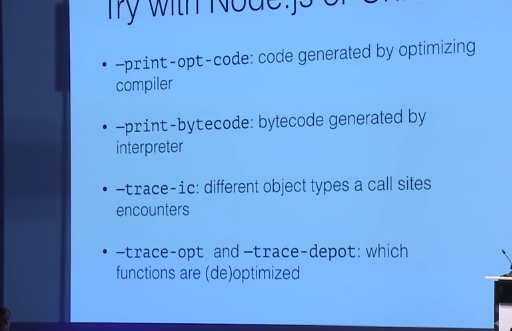 Try with Node.js or
• –print-opt-code: code generated by optimizing
compiler
• –print-bytecode: bytecode generated by
interpreter
• –trace-ic: different object types a call sites
encounters
• –trace-opt and –trace-depot: which
functions are (de)optimized